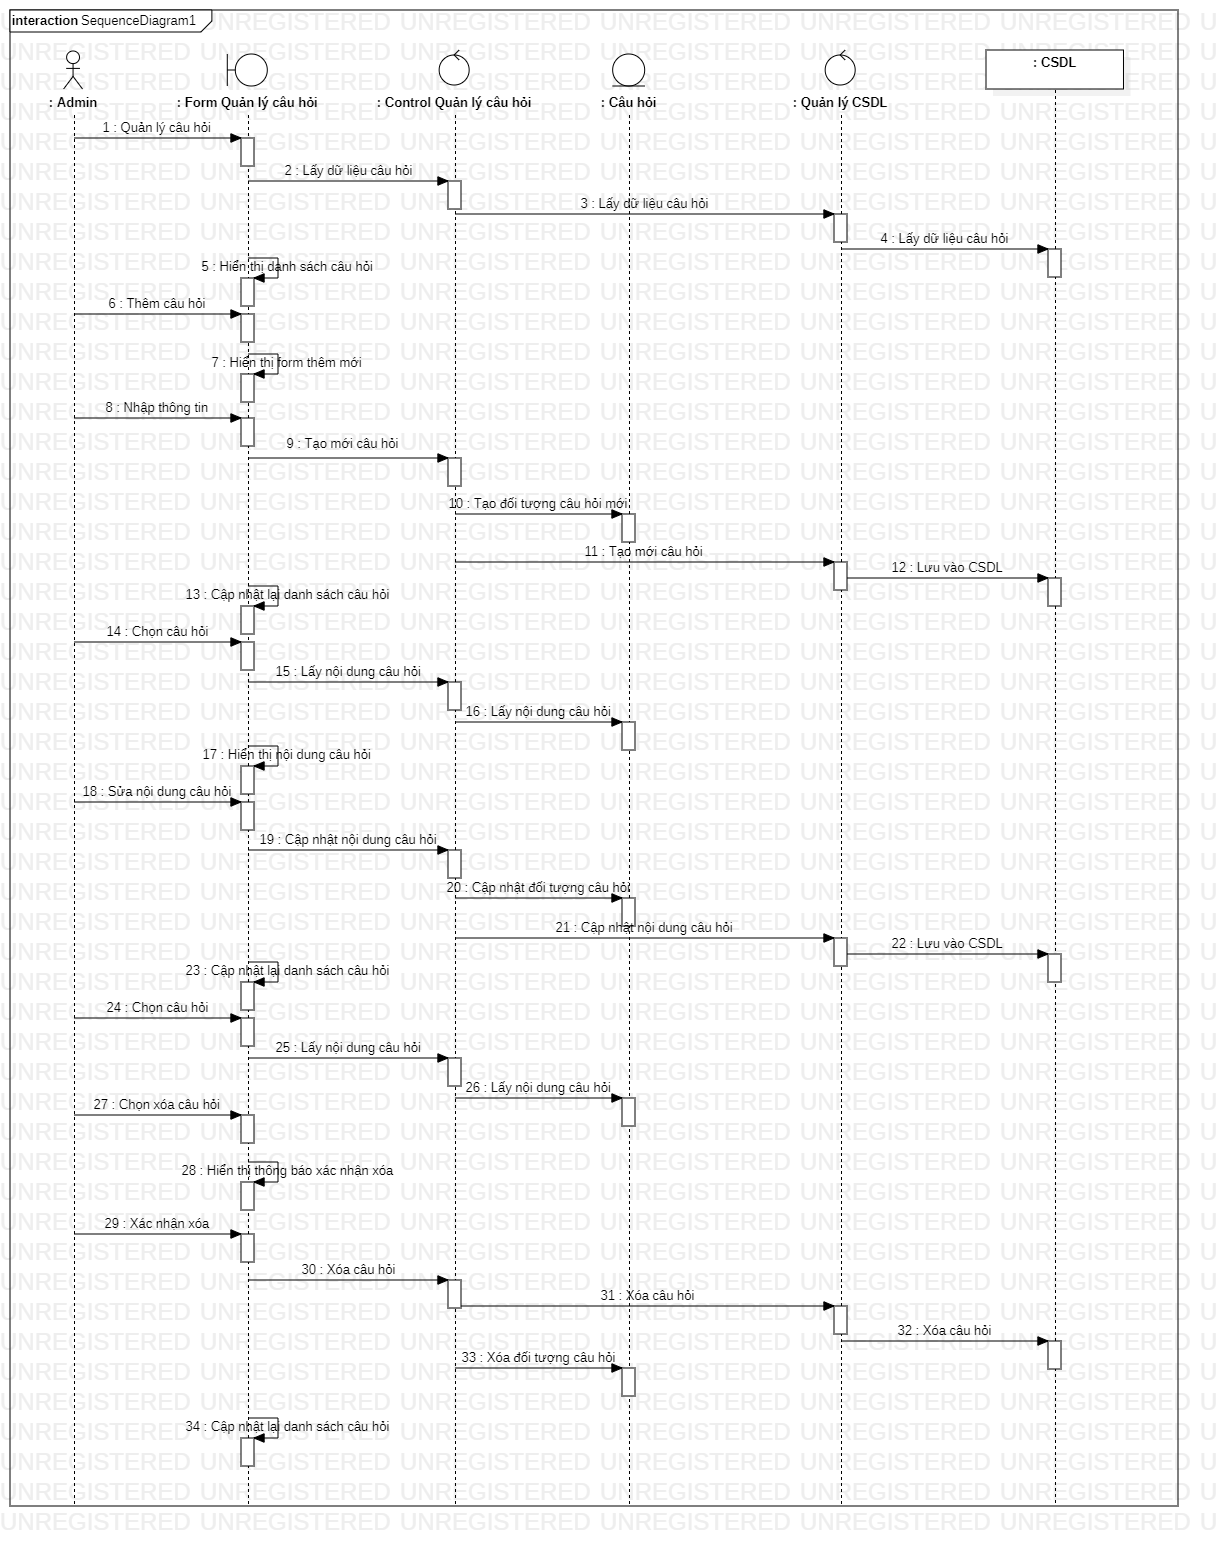 interaction SequenceDiagram1
: Admin
: Form Quản lý câu hỏi
: Control Quản lý câu hỏi
: Câu hỏi
: Quản lý CSDL
: CSDL
1 : Quản lý câu hỏi
2 : Lấy dữ liệu câu hỏi
3 : Lấy dữ liệu câu hỏi
4 : Lấy dữ liệu câu hỏi
5 : Hiển thị danh sách câu hỏi
6 : Thêm câu hỏi
7 : Hiển thị form thêm mới
8 : Nhập thông tin
9 : Tạo mới câu hỏi
10 : Tạo đối tượng câu hỏi mới
11 : Tạo mới câu hỏi
12 : Lưu vào CSDL
13 : Cập nhật lại danh sách câu hỏi
14 : Chọn câu hỏi
15 : Lấy nội dung câu hỏi
16 : Lấy nội dung câu hỏi
17 : Hiển thị nội dung câu hỏi
18 : Sửa nội dung câu hỏi
19 : Cập nhật nội dung câu hỏi
20 : Cập nhật đối tượng câu hỏi
21 : Cập nhật nội dung câu hỏi
22 : Lưu vào CSDL
23 : Cập nhật lại danh sách câu hỏi
24 : Chọn câu hỏi
25 : Lấy nội dung câu hỏi
26 : Lấy nội dung câu hỏi
27 : Chọn xóa câu hỏi
28 : Hiển thị thông báo xác nhận xóa
29 : Xác nhận xóa
30 : Xóa câu hỏi
31 : Xóa câu hỏi
32 : Xóa câu hỏi
33 : Xóa đối tượng câu hỏi
34 : Cập nhật lại danh sách câu hỏi
UNREGISTERED UNREGISTERED UNREGISTERED UNREGISTERED UNREGISTERED UNREGISTERED U